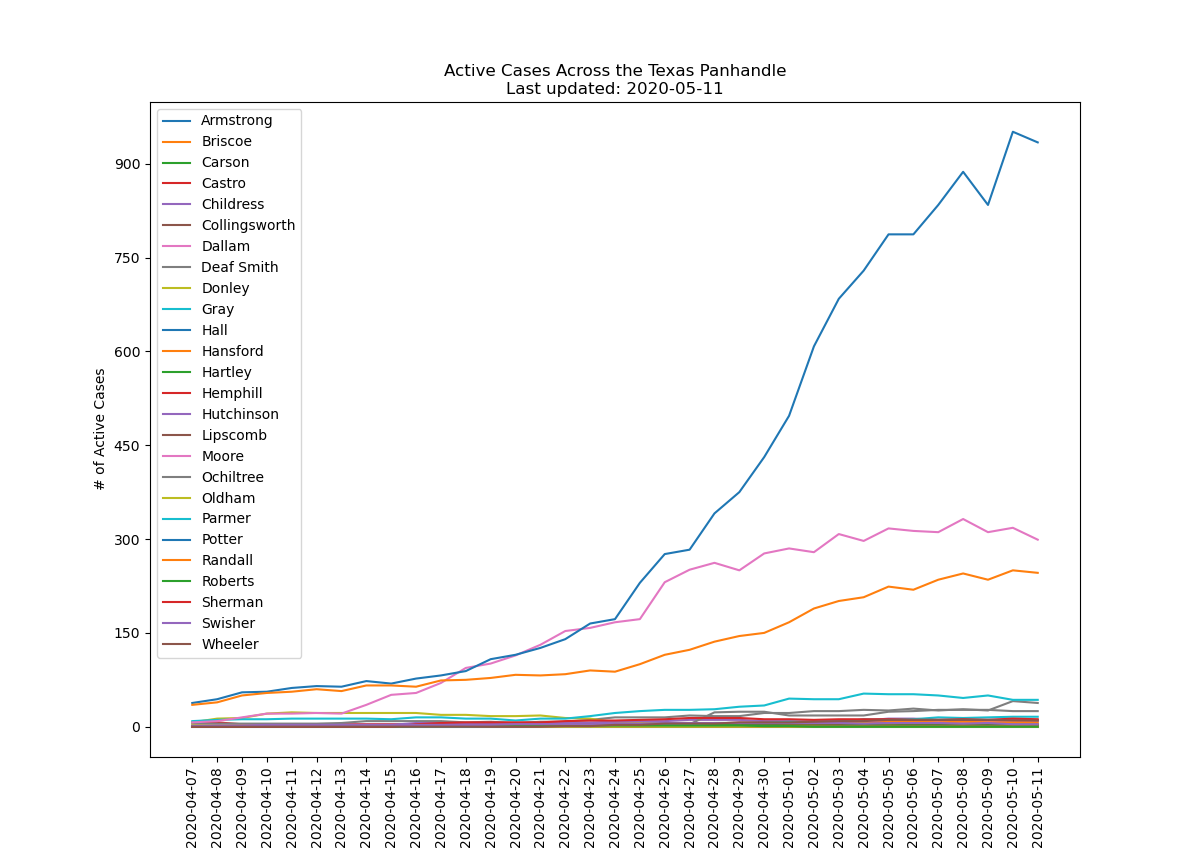 Active Cases Across the Texas Panhandle
Last updated: 2020-05-11
Armstrong
Briscoe
Carson
Castro
Childress
Collingsworth
Dallam
Deaf Smith
Donley
Gray
Hall
Hansford
Hartley
Hemphill
Hutchinson
Lipscomb
Moore
Ochiltree
Oldham
Parmer
Potter
Randall
Roberts
Sherman
Swisher
Wheeler
# of Active Cases
900
750
600
450
300
150
0
2020-04-07
2020-04-08
2020-04-09
2020-04-10
2020-04-11
2020-04-12
2020-04-13
2020-04-14
2020-04-15
2020-04-16
2020-04-17
2020-04-18
2020-04-19
2020-04-20
2020-04-21
2020-04-22
2020-04-23
2020-04-24
2020-04-25
2020-04-26
2020-04-27
2020-04-28
2020-04-29
2020-04-30
2020-05-01
2020-05-02
2020-05-03
2020-05-04
2020-05-05
2020-05-06
2020-05-07
2020-05-08
2020-05-09
2020-05-10
2020-05-11